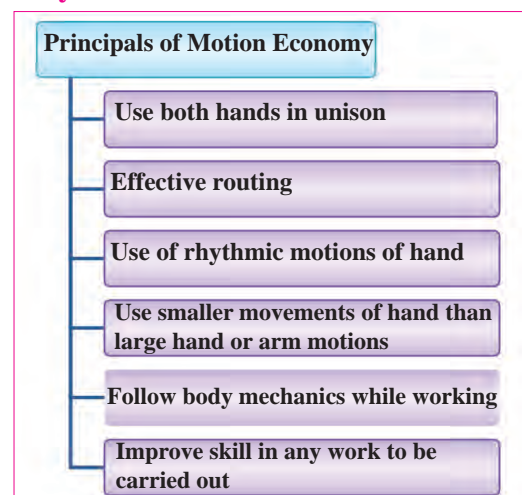 Principals of Motion Economy
Use both hands in unison
Effective routing
Use of rhythmic motions of hand
Use smaller movements of hand than
large hand or arm motions
Follow body mechanics while working
Improve skill in any work to be
carried out